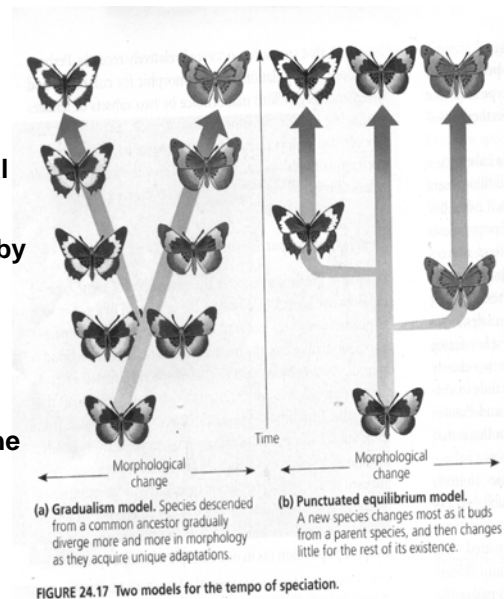 l
by
ne
Time
Morphological
change
Morphological
change
(a) Gradualism model. Species descended
from a common ancestor gradually
diverge more and more in morphology
as they acquire unique adaptations.
(b) Punctuated equilibrium model.
A new species changes most as it buds
from a parent species, and then changes
little for the rest of its existence.
FIGURE 24.17 Two models for the tempo of speciation.